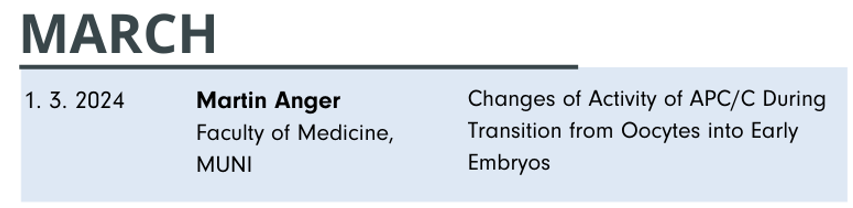 MARCH
1. 3. 2024
Martin Anger
Faculty of Medicine,
MUNI
Changes of Activity of APC/C During
Transition from Oocytes into Early
Embryos